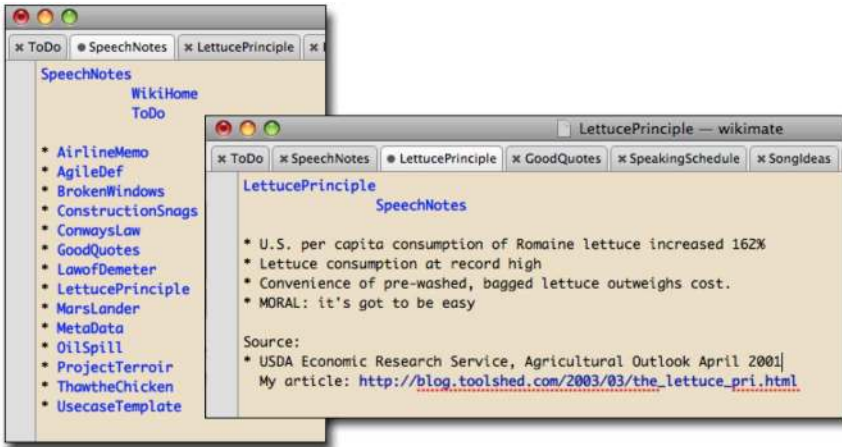 ToDo SpeechNotes LettucePrinciple
SpeechNotes
WikiHome
ToDo
* AirlineMemo
* AgileDef
* BrokenWindows
* ConstructionSnags
* ConwaysLaw
* GoodQuotes
* LawofDemeter
* LettucePrinciple
* MarsLander
* MetaData
* OilSpill
* ProjectTerroir
* ThawtheChicken
* UsecaseTemplate
LettucePrinciple — wikimate
ToDo SpeechNotes LettucePrinciple GoodQuotes SpeakingSchedule SongIdeas
LettucePrinciple
SpeechNotes
* U.S. per capita consumption of Romaine lettuce increased 162%
* Lettuce consumption at record high
* Convenience of pre-washed, bagged lettuce outweighs cost.
* MORAL: it's got to be easy
Source:
* USDA Economic Research Service, Agricultural Outlook April 2001
My article: http://blog.toolshed.com/2003/03/the_lettuce_pri.html